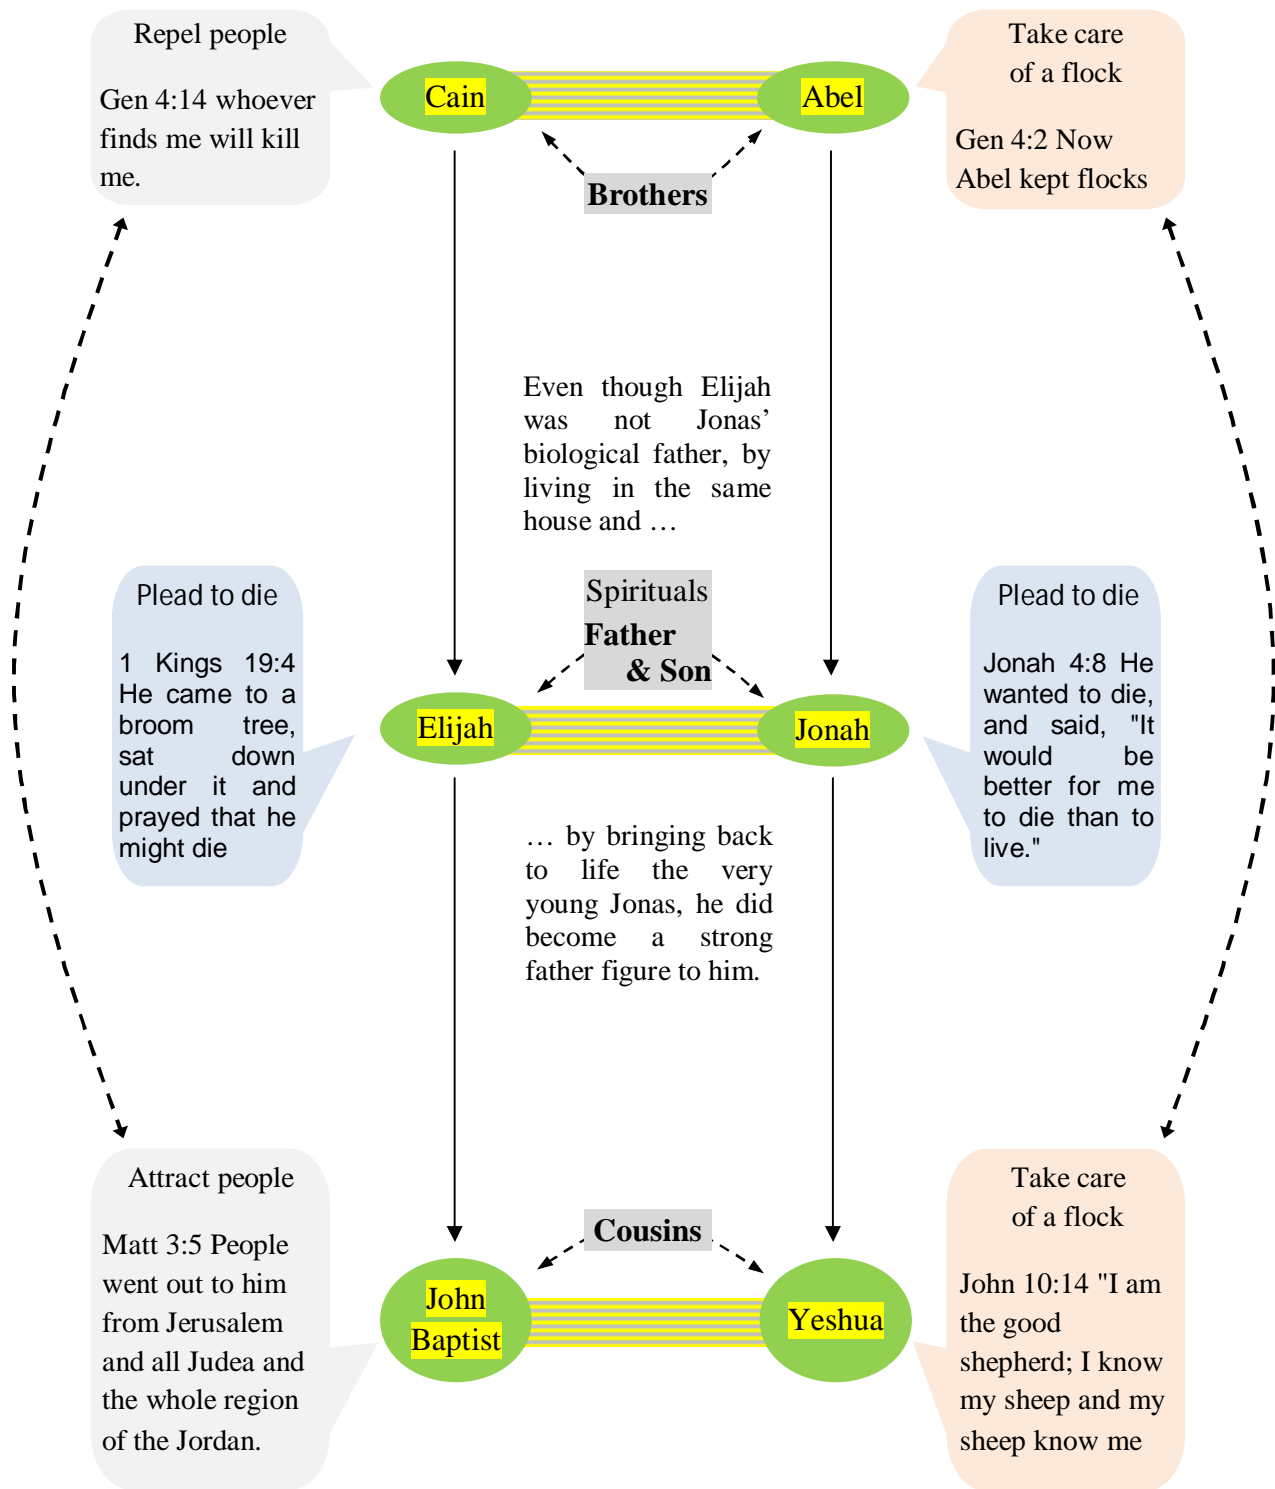 Repel people
Gen 4:14 whoever
finds me will kill
me.
Cain
Abel
Take care
of a flock
Gen 4:2 Now
Abel kept flocks
Brothers
Even though Elijah
was not Jonas’
biological father, by
living in the same
house and …
Plead to die
1 Kings 19:4
He came to a
broom tree,
sat down
under it and
prayed that he
might die
Spirituals
Father
& Son
Elijah
Jonah
Plead to die
Jonah 4:8 He
wanted to die,
and said, "It
would be
better for me
to die than to
live."
… by bringing back
to life the very
young Jonas, he did
become a strong
father figure to him.
Attract people
Matt 3:5 People
went out to him
from Jerusalem
and all Judea and
the whole region
of the Jordan.
Cousins
John
Baptist
Yeshua
Take care
of a flock
John 10:14 "I am
the good
shepherd; I know
my sheep and my
sheep know me